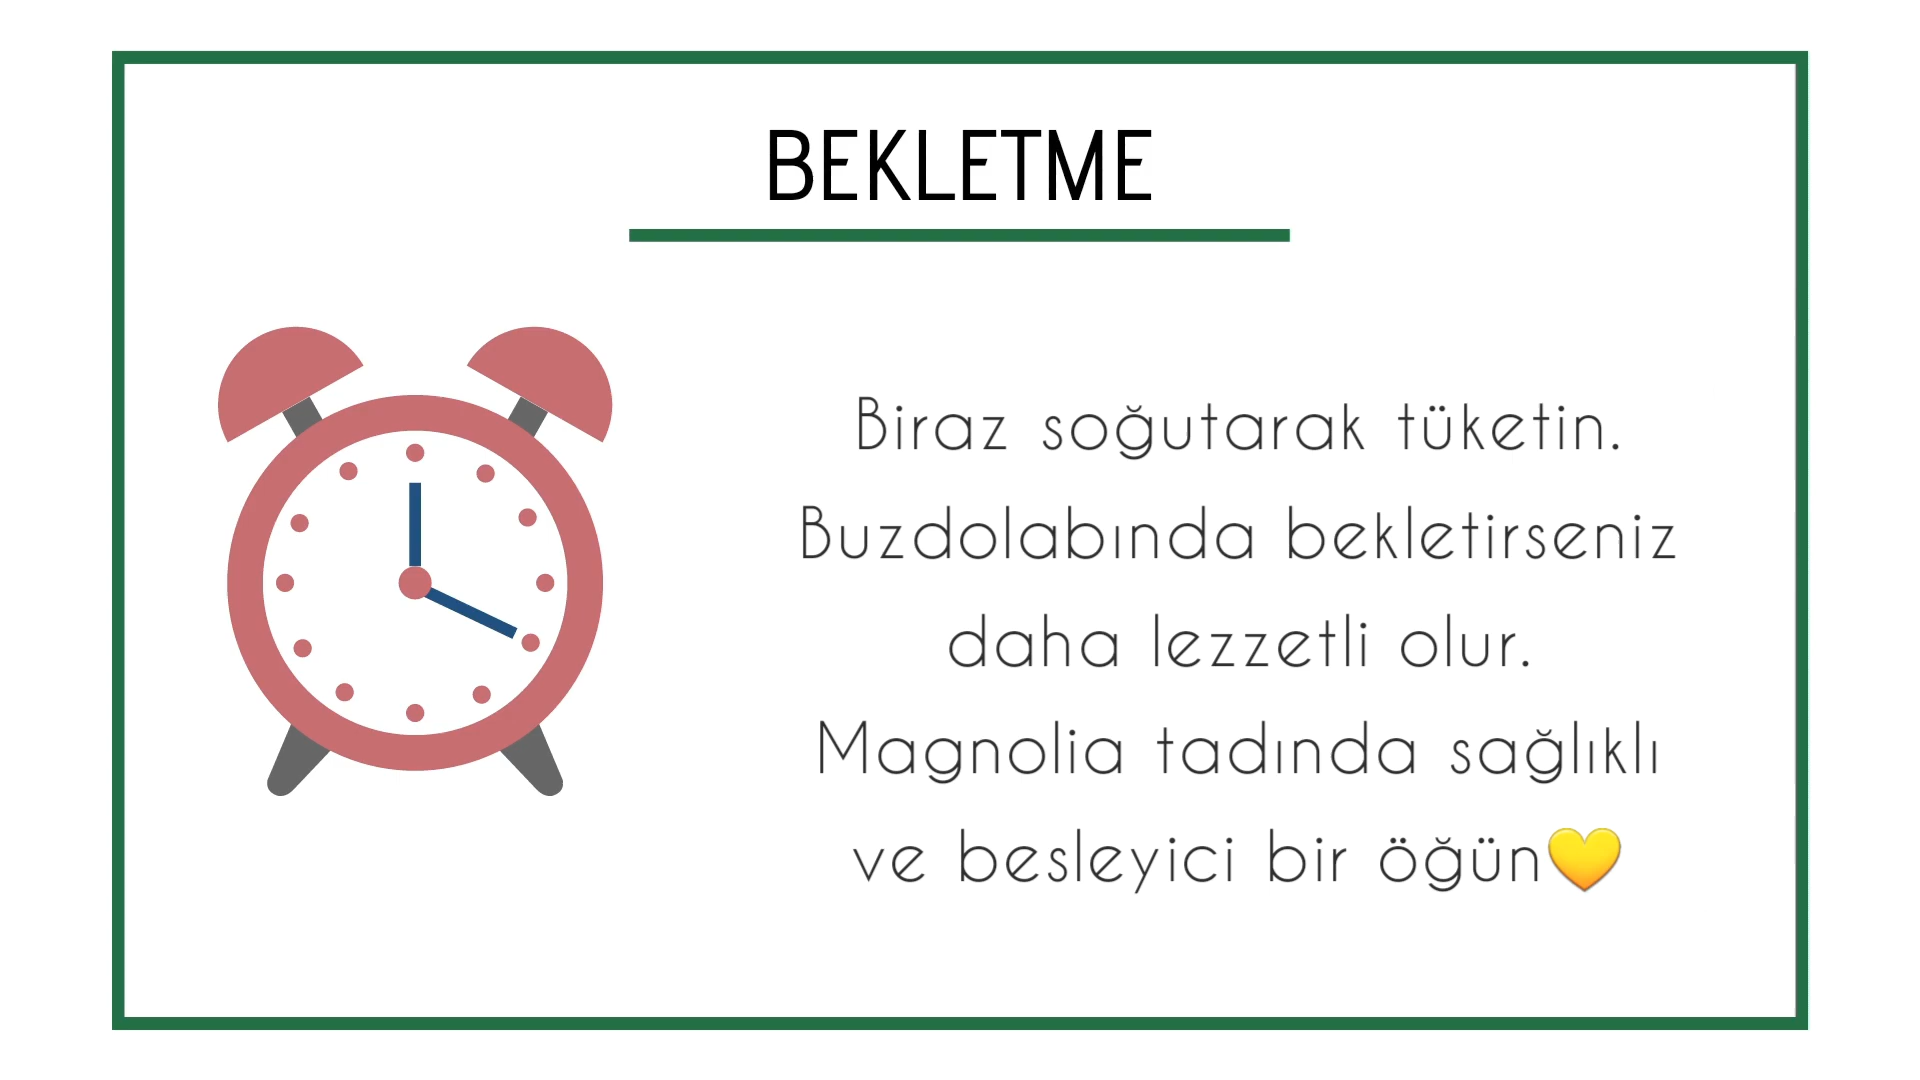 BEKLETME
Biraz soğutarak tüketin.
Buzdolabında bekletirseniz
daha lezzetli olur.
Magnolia tadında sağlıklı
ve besleyici bir öğün💛